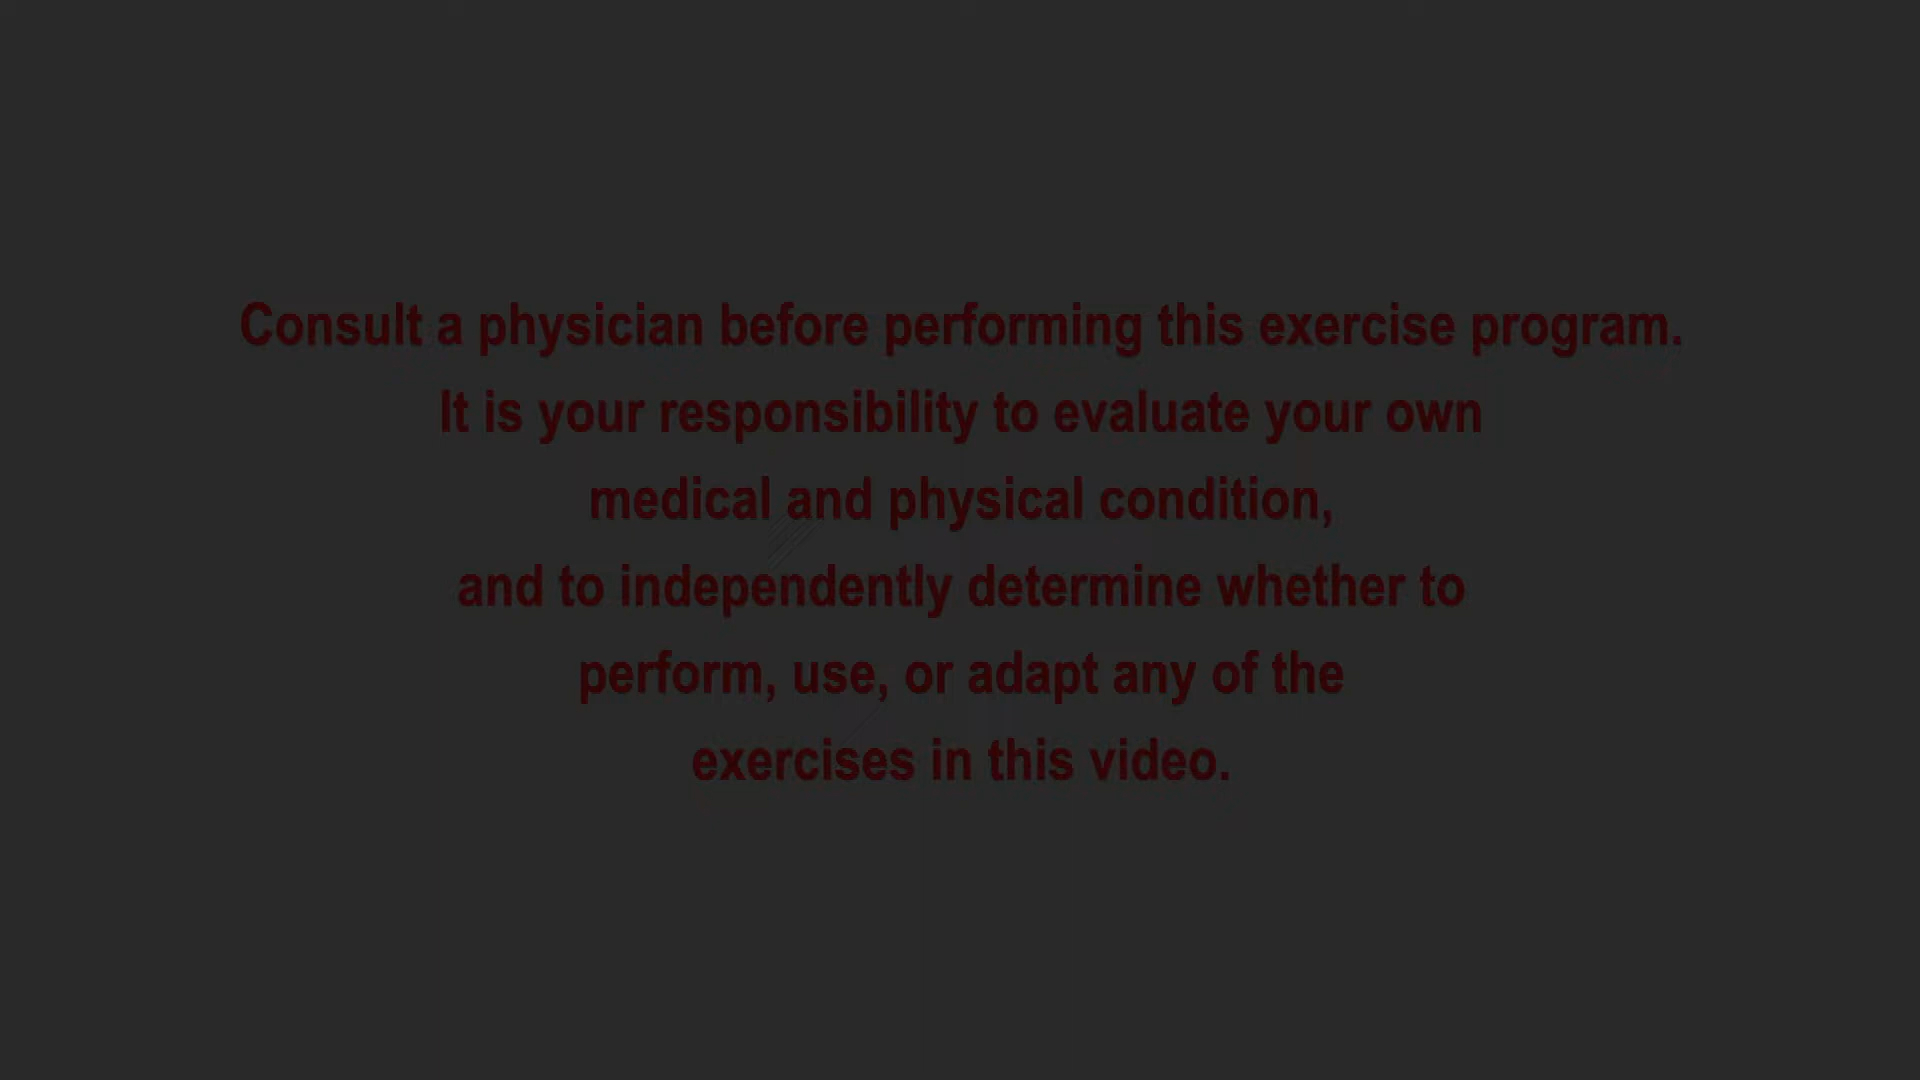 Consult a physician before performing this exercise program.
It is your responsibility to evaluate your own
medical and physical condition,
and to independently determine whether to
perform, use, or adapt any of the
exercises in this video.